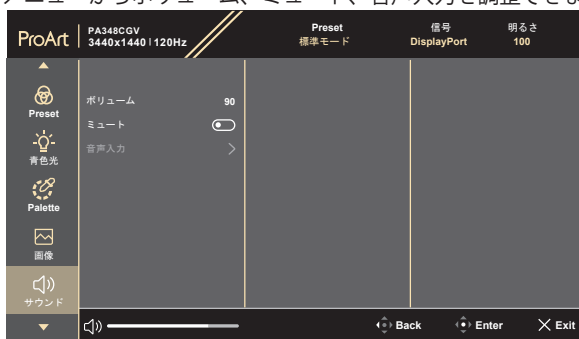 ニューからボリューム、ミュート、音声入力を調整できま
ProArt
PA348CGV
3440x1440 | 120Hz
Preset
標準モード
信号
DisplayPort
明るさ
100
Preset
青色光
Palette
画像
サウンド
ボリューム 90
ミュート
音声入力
Back
Enter
Exit